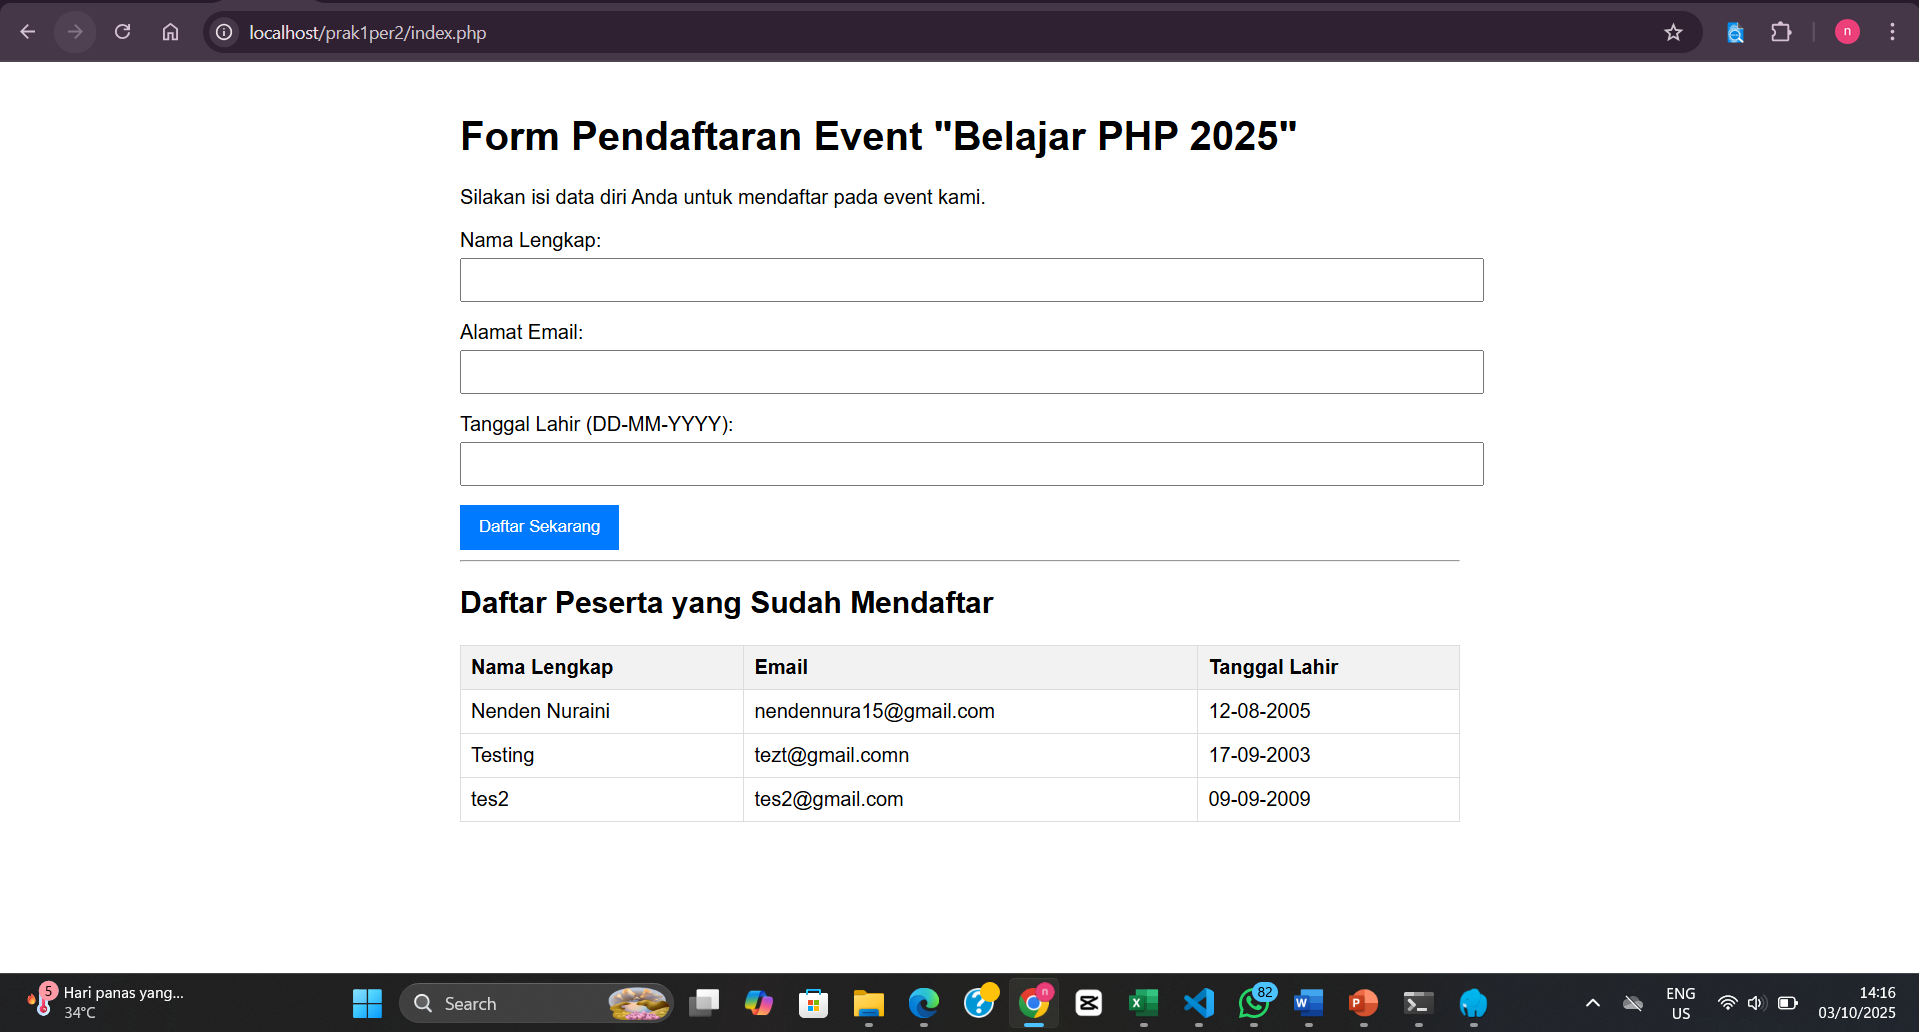 localhost/prak1per2/index.php
n
Form Pendaftaran Event "Belajar PHP 2025"
Silakan isi data diri Anda untuk mendaftar pada event kami.
Nama Lengkap:
Alamat Email:
Tanggal Lahir (DD-MM-YYYY):
Daftar Sekarang
Daftar Peserta yang Sudah Mendaftar
Nama Lengkap Email Tanggal Lahir
Nenden Nuraini nendennura15@gmail.com 12-08-2005
Testing tezt@gmail.comn 17-09-2003
tes2 tes2@gmail.com 09-09-2009
5 Hari panas yang...
34°C
Search
n
82
ENG
US
14:16
03/10/2025